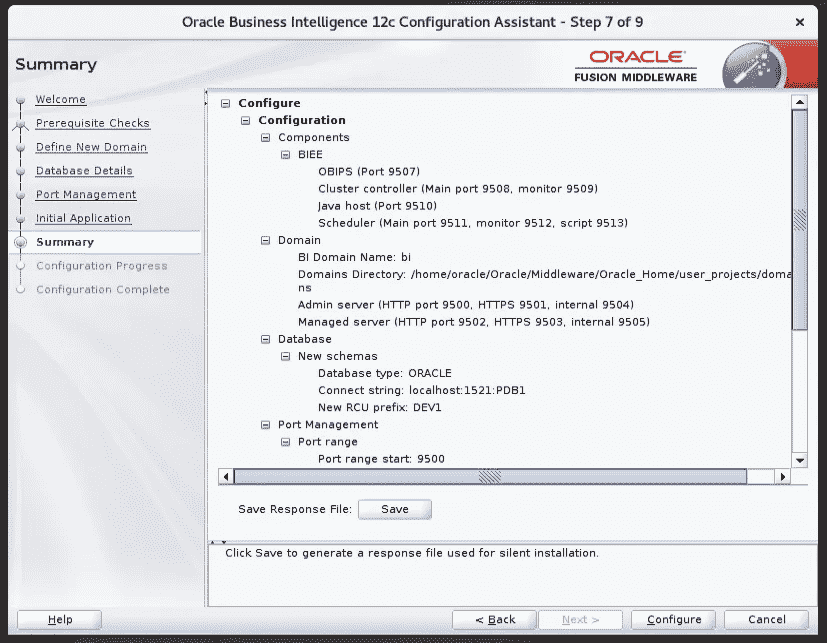 Oracle Business Intelligence 12c Configuration Assistant - Step 7 of 9
Summary
ORACLE
FUSION MIDDLEWARE
Welcome
Prerequisite Checks
Define New Domain
Database Details
Port Management
Initial Application
Summary
Configuration Progress
Configuration Complete
Configure
Configuration
Components
BIEE
OBIPS (Port 9507)
Cluster controller (Main port 9508, monitor 9509)
Java host (Port 9510)
Scheduler (Main port 9511, monitor 9512, script 9513)
Domain
BI Domain Name: bi
Domains Directory: /home/oracle/Oracle/Middleware/Oracle_Home/user_projects/doma
ns
Admin server (HTTP port 9500, HTTPS 9501, internal 9504)
Managed server (HTTP port 9502, HTTPS 9503, internal 9505)
Database
New schemas
Database type: ORACLE
Connect string: localhost:1521:PDB1
New RCU prefix: DEV1
Port Management
Port range
Port range start: 9500
Save Response File: Save
Click Save to generate a response file used for silent installation.
Help
< Back
Next >
Configure
Cancel